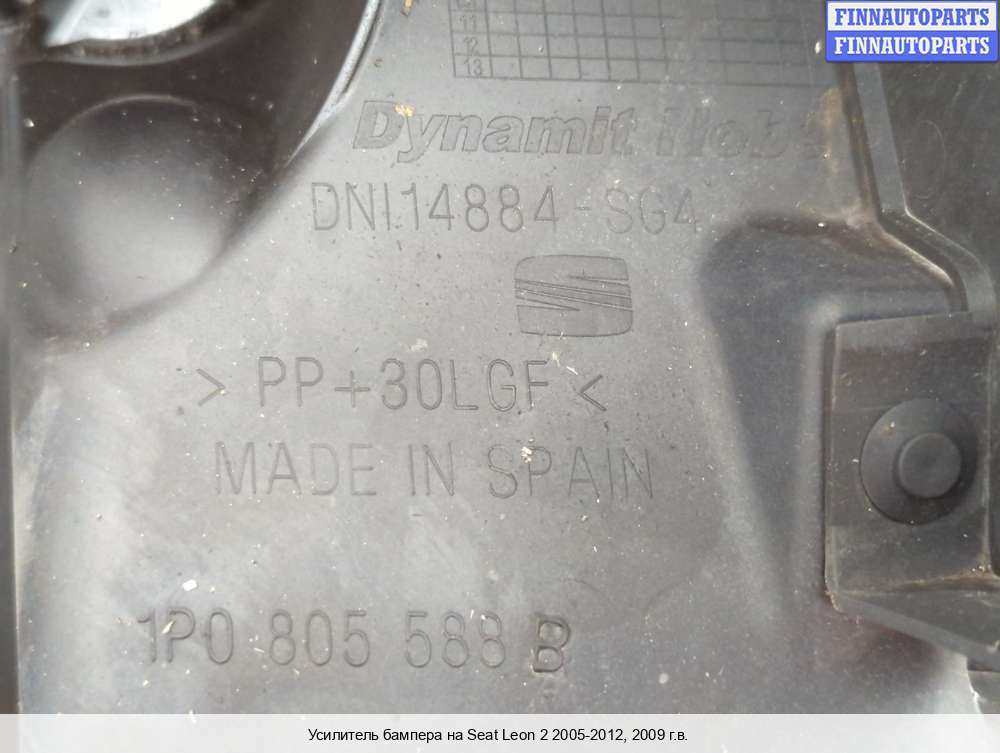 FINNAUTOPARTS
FINNAUTOPARTS
11
12
13
Dynamit
DNI14884-SG4
> PP+30LGF <
MADE IN SPAIN
1P0 805 588 B
Усилитель бампера на Seat Leon 2 2005-2012, 2009 г.в.